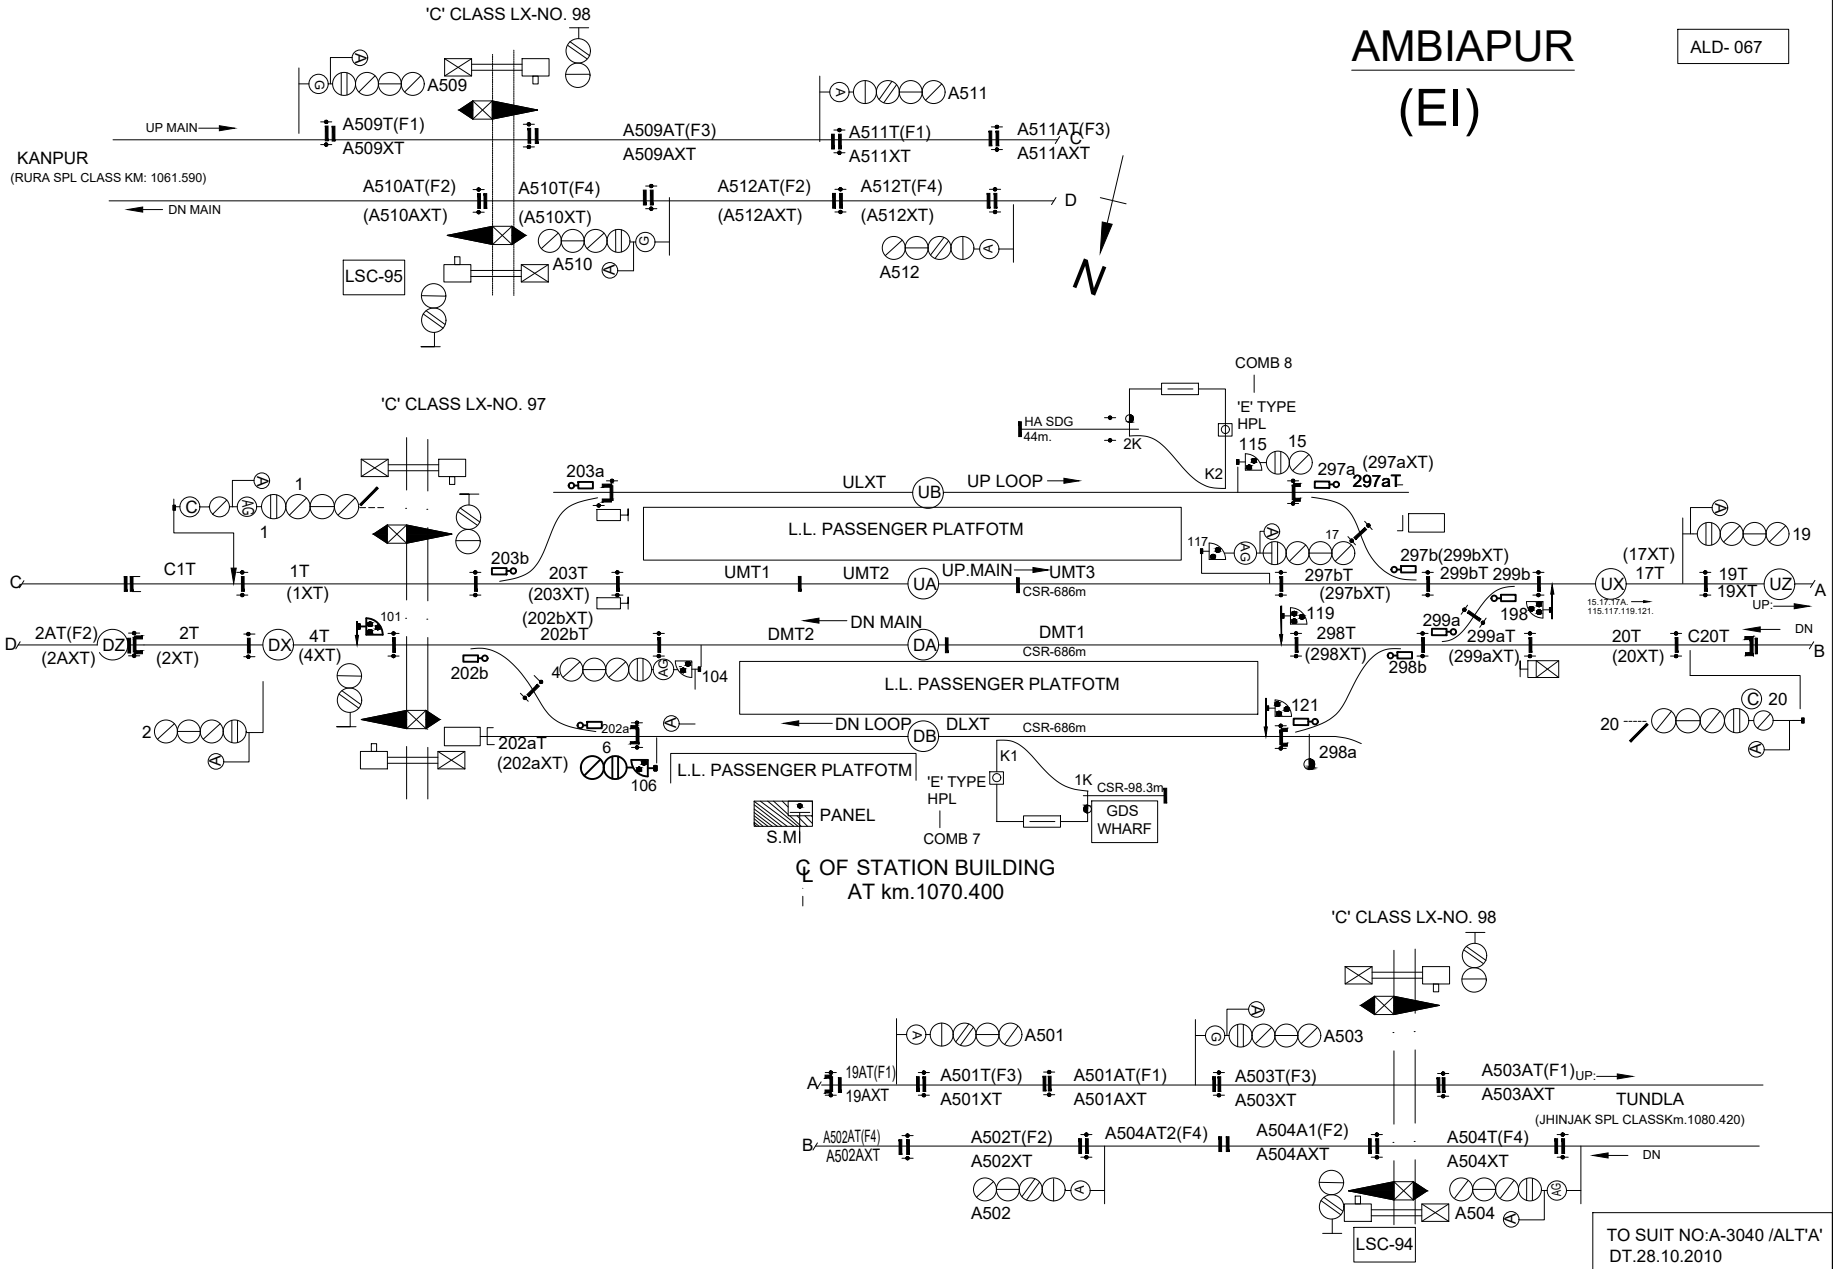 'C' CLASS LX-NO. 98
AMBIAPUR
ALD- 067
(EI)
A
G
A509
A
A511
UP MAIN
A509T(F1)
A509XT
A509AT(F3)
A509AXT
A511T(F1)
A511XT
A511AT(F3)
A511AXT
C
KANPUR
(RURA SPL CLASS KM: 1061.590)
DN MAIN
A510AT(F2)
(A510AXT)
A510T(F4)
(A510XT)
A512AT(F2)
(A512AXT)
A512T(F4)
(A512XT)
D
G
A
A510
A
A512
LSC-95
N
COMB 8
'C' CLASS LX-NO. 97
'E' TYPE
HPL
HA SDG
44m.
2K
K2
115
15
297a
(297aXT)
297aT
203a
ULXT
UB
UP LOOP
A
1
C
AG
1
L.L. PASSENGER PLATFOTM
117
AG
A
17
A
19
203b
297b(299bXT)
299bT
299b
(17XT)
17T
C
C1T
1T
(1XT)
203T
(203XT)
(202bXT)
202bT
UMT1
UMT2
UA
UP.MAIN
UMT3
CSR-686m
297bT
(297bXT)
UX
15.17.17A.
115.117.119.121.
19T
19XT
UZ
A
UP:
198
101
119
299a
D
2AT(F2)
(2AXT)
DZ
2T
(2XT)
DX
4T
(4XT)
DN MAIN
DMT2
DA
DMT1
CSR-686m
298T
(298XT)
299aT
(299aXT)
20T
(20XT)
C20T
DN
B
202b
4
AG
104
298b
L.L. PASSENGER PLATFOTM
2
A
202a
A
DN LOOP
DB
DLXT
CSR-686m
121
298a
C
20
20
A
202aT
(202aXT)
6
106
L.L. PASSENGER PLATFOTM
'E' TYPE
HPL
K1
1K
CSR-98.3m
GDS
WHARF
COMB 7
PANEL
S.M
℄ OF STATION BUILDING
AT km.1070.400
'C' CLASS LX-NO. 98
A
A501
A
G
A503
A
19AT(F1)
19AXT
A501T(F3)
A501XT
A501AT(F1)
A501AXT
A503T(F3)
A503XT
A503AT(F1)
A503AXT
UP:
TUNDLA
(JHINJAK SPL CLASSKm.1080.420)
B
A502AT(F4)
A502AXT
A502T(F2)
A502XT
A504AT2(F4)
A504A1(F2)
A504AXT
A504T(F4)
A504XT
DN
A
A502
AG
A504
A
LSC-94
TO SUIT NO:A-3040 /ALT'A'
DT.28.10.2010